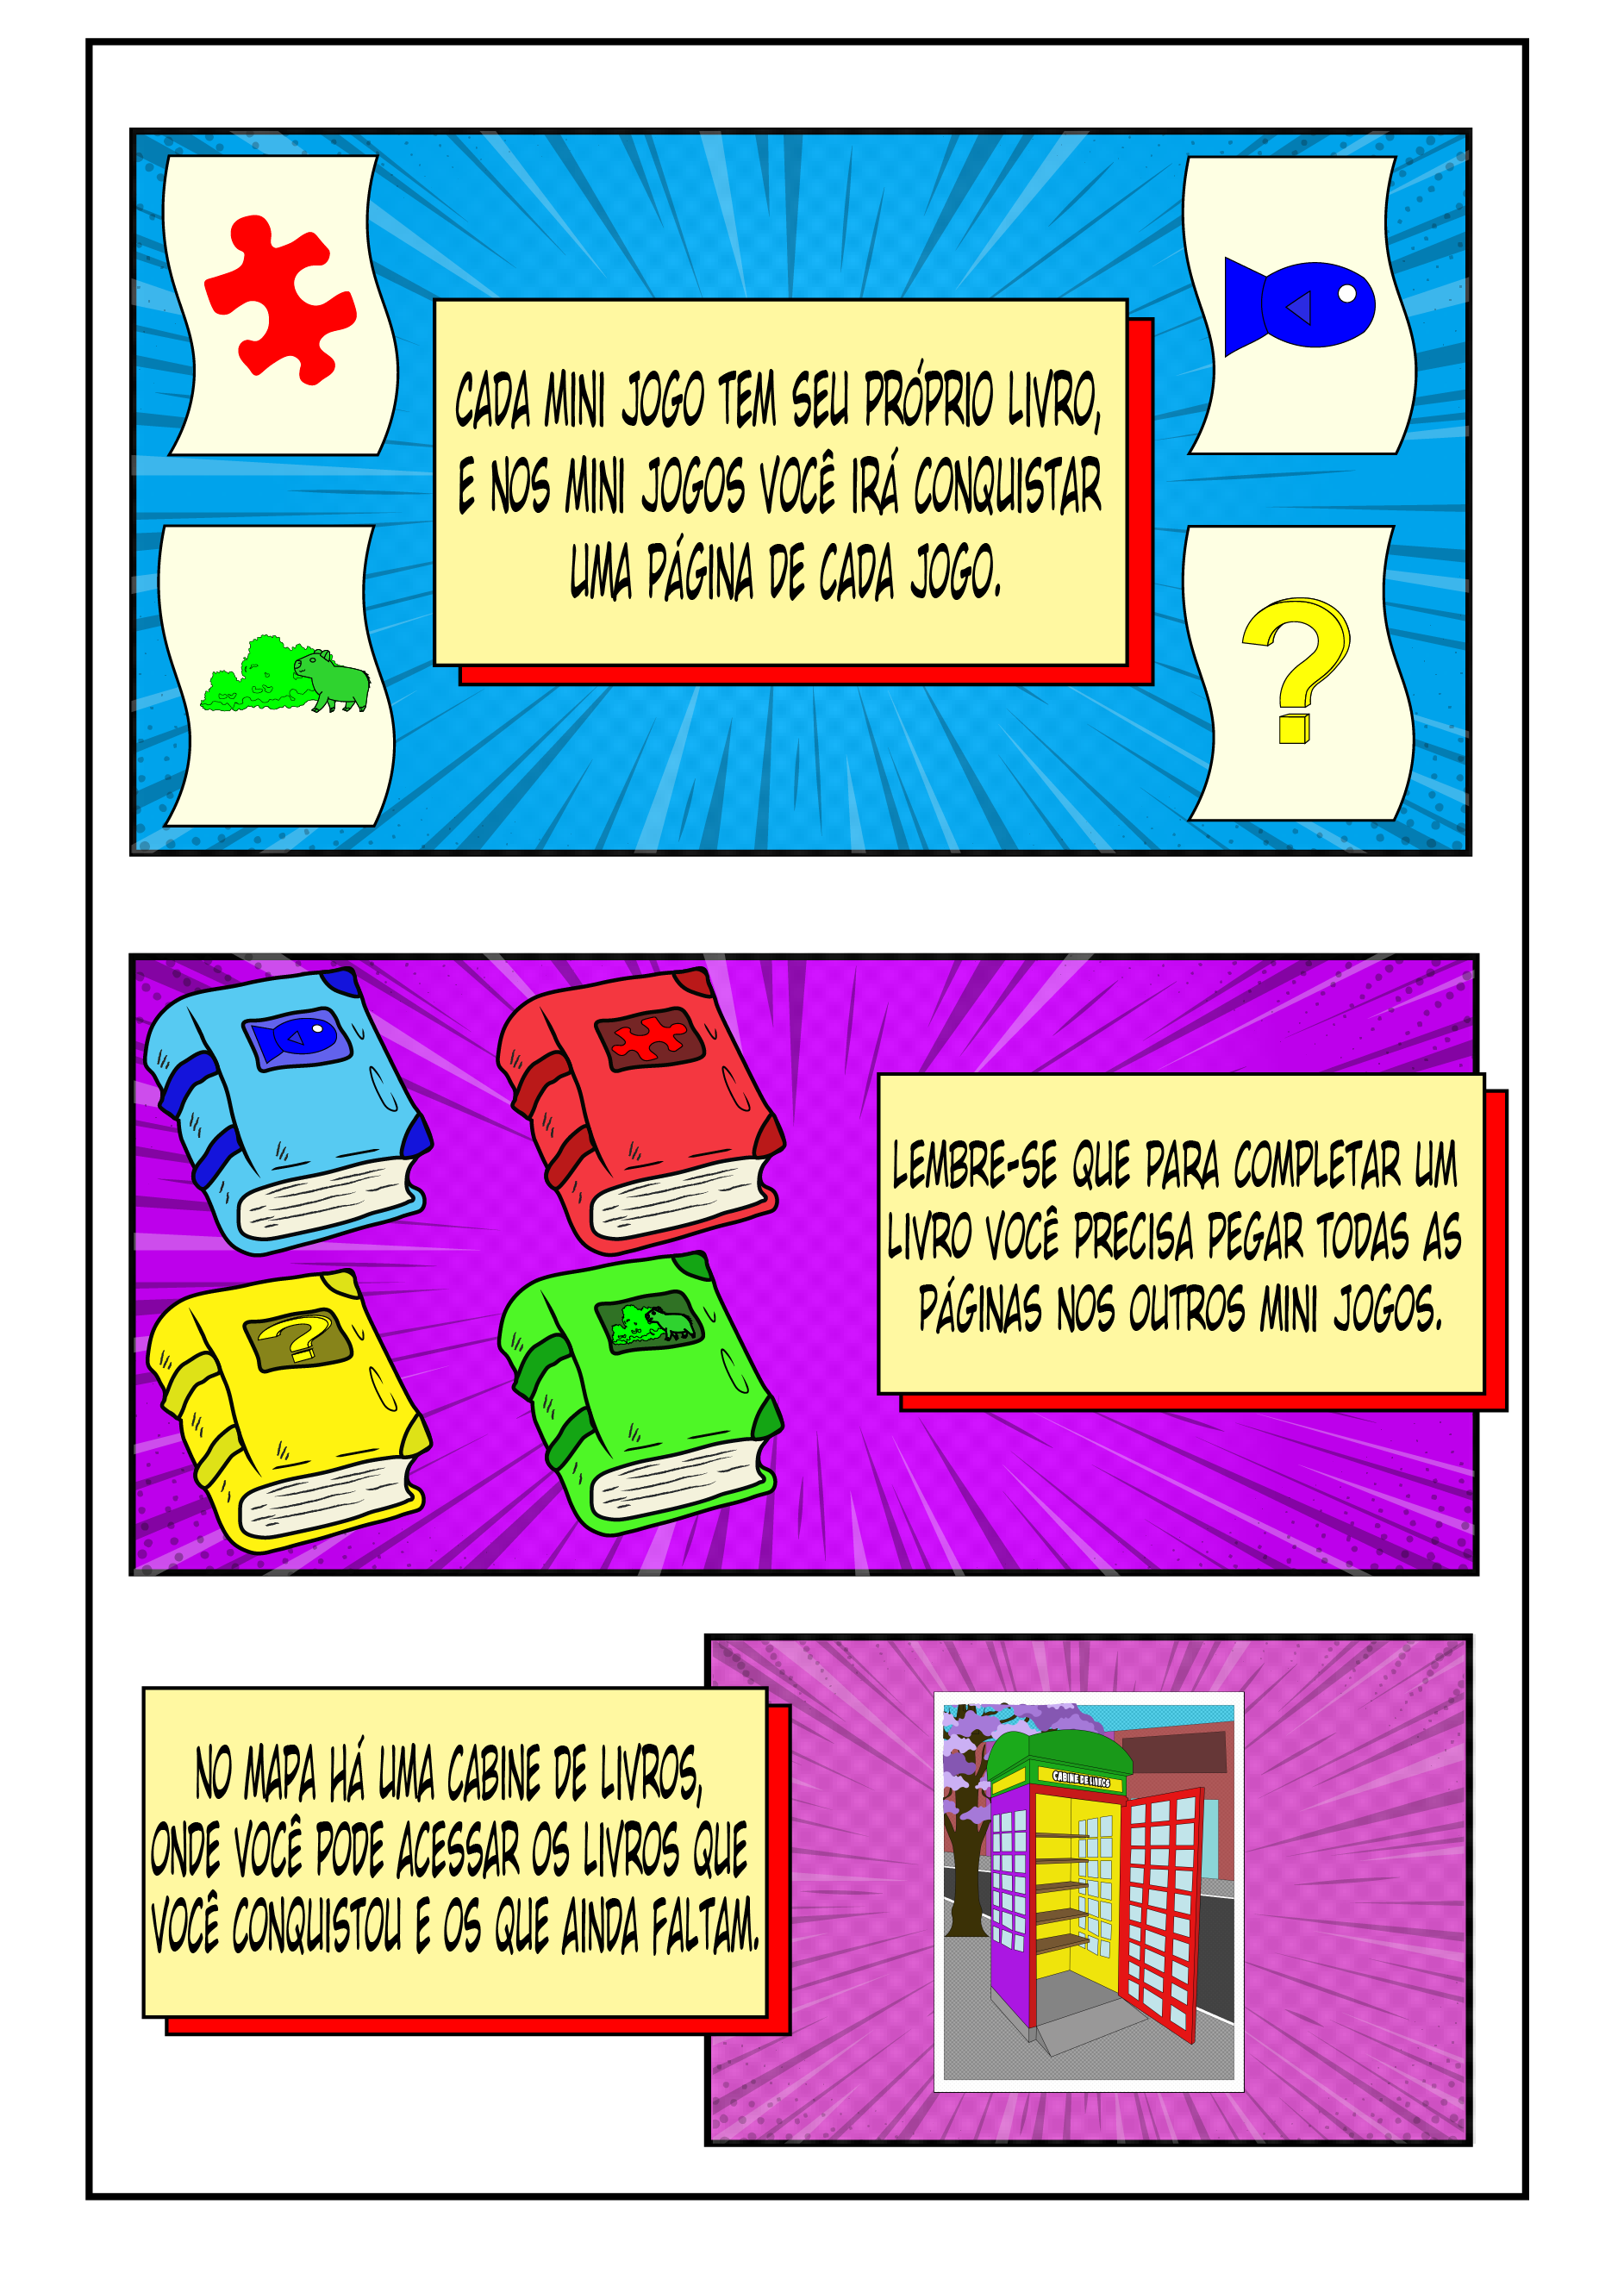 CADA MINI JOGO TEM SEU PRÓPRIO LIVRO,
E NOS MINI JOGOS VOCÊ IRÁ CONQUISTAR
UMA PÁGINA DE CADA JOGO.
?
?
LEMBRE-SE QUE PARA COMPLETAR UM
LIVRO VOCÊ PRECISA PEGAR TODAS AS
PÁGINAS NOS OUTROS MINI JOGOS.
NO MAPA HÁ UMA CABINE DE LIVROS,
ONDE VOCÊ PODE ACESSAR OS LIVROS QUE
VOCÊ CONQUISTOU E OS QUE AINDA FALTAM.
CABINE DE LIVROS